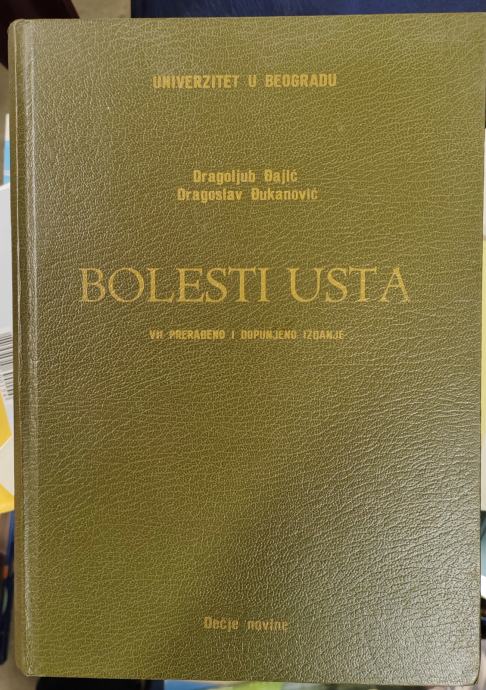 UNIVERZITET U BEOGRADU
Dragoljub Đajić
Dragoslav Đukanović
BOLESTI USTA
VII PRERAĐENO I DOPUNJENO IZDANJE
Dečje novine